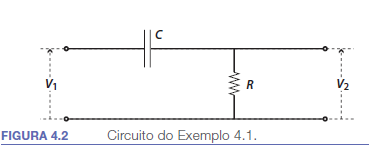 C
V₁
R
V₂
FIGURA 4.2 Circuito do Exemplo 4.1.